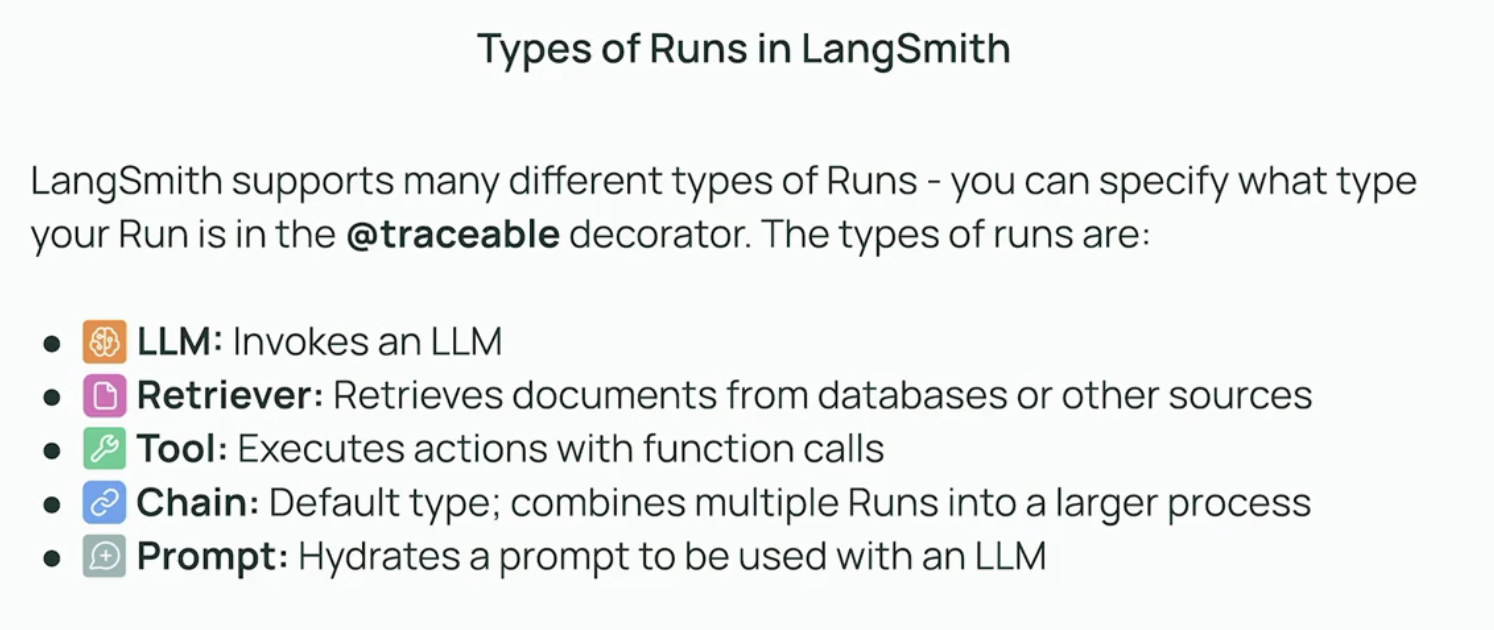 Types of Runs in LangSmith
LangSmith supports many different types of Runs - you can specify what type
your Run is in the @traceable decorator. The types of runs are:
• LLM: Invokes an LLM
• Retriever: Retrieves documents from databases or other sources
• Tool: Executes actions with function calls
• Chain: Default type; combines multiple Runs into a larger process
• Prompt: Hydrates a prompt to be used with an LLM